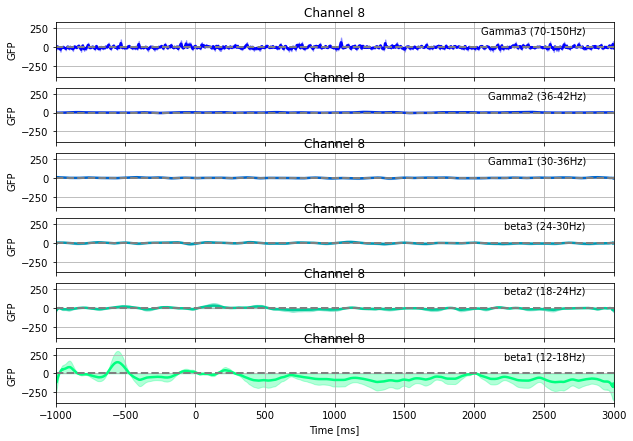 Channel 8
Gamma3 (70-150Hz)
GFP
250
0
−250
Channel 8
Gamma2 (36-42Hz)
GFP
250
0
−250
Channel 8
Gamma1 (30-36Hz)
GFP
250
0
−250
Channel 8
beta3 (24-30Hz)
GFP
250
0
−250
Channel 8
beta2 (18-24Hz)
GFP
250
0
−250
Channel 8
beta1 (12-18Hz)
GFP
250
0
−250
−1000 −500 0 500 1000 1500 2000 2500 3000
Time [ms]